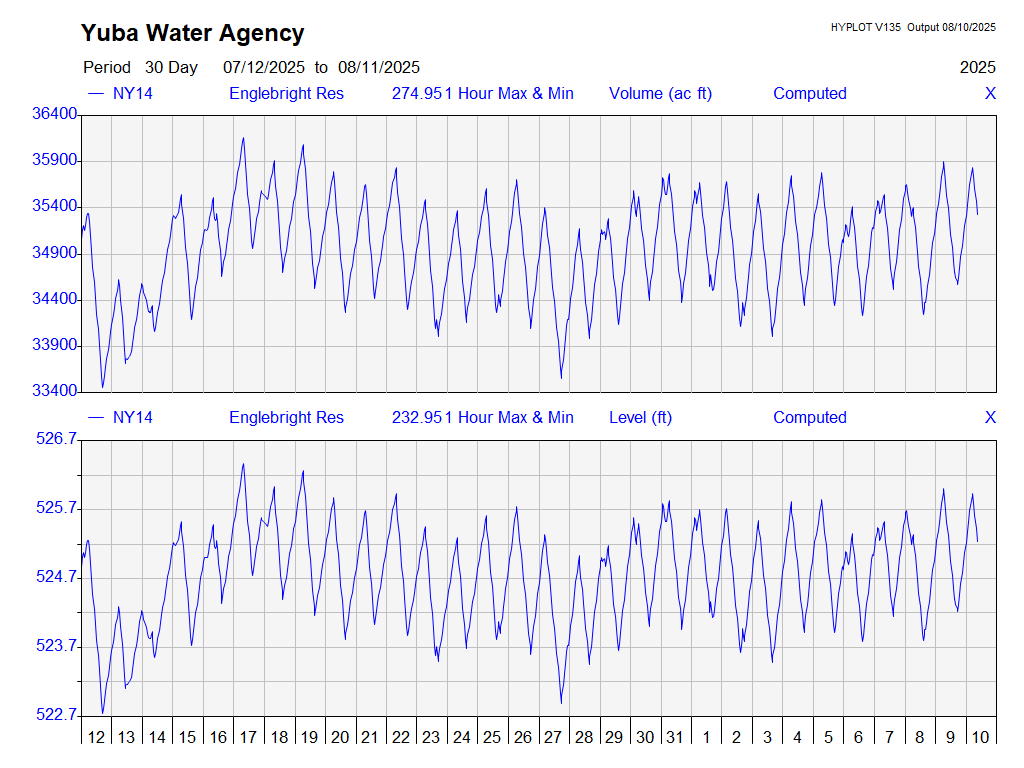 Yuba Water Agency
HYPLOT V135 Output 08/10/2025
Period 30 Day 07/12/2025 to 08/11/2025
2025
NY14 Englebright Res 274.951 Hour Max & Min Volume (ac ft) Computed X
36400
35900
35400
34900
34400
33900
33400
NY14 Englebright Res 232.951 Hour Max & Min Level (ft) Computed X
526.7
525.7
524.7
523.7
522.7
12 13 14 15 16 17 18 19 20 21 22 23 24 25 26 27 28 29 30 31 1 2 3 4 5 6 7 8 9 10